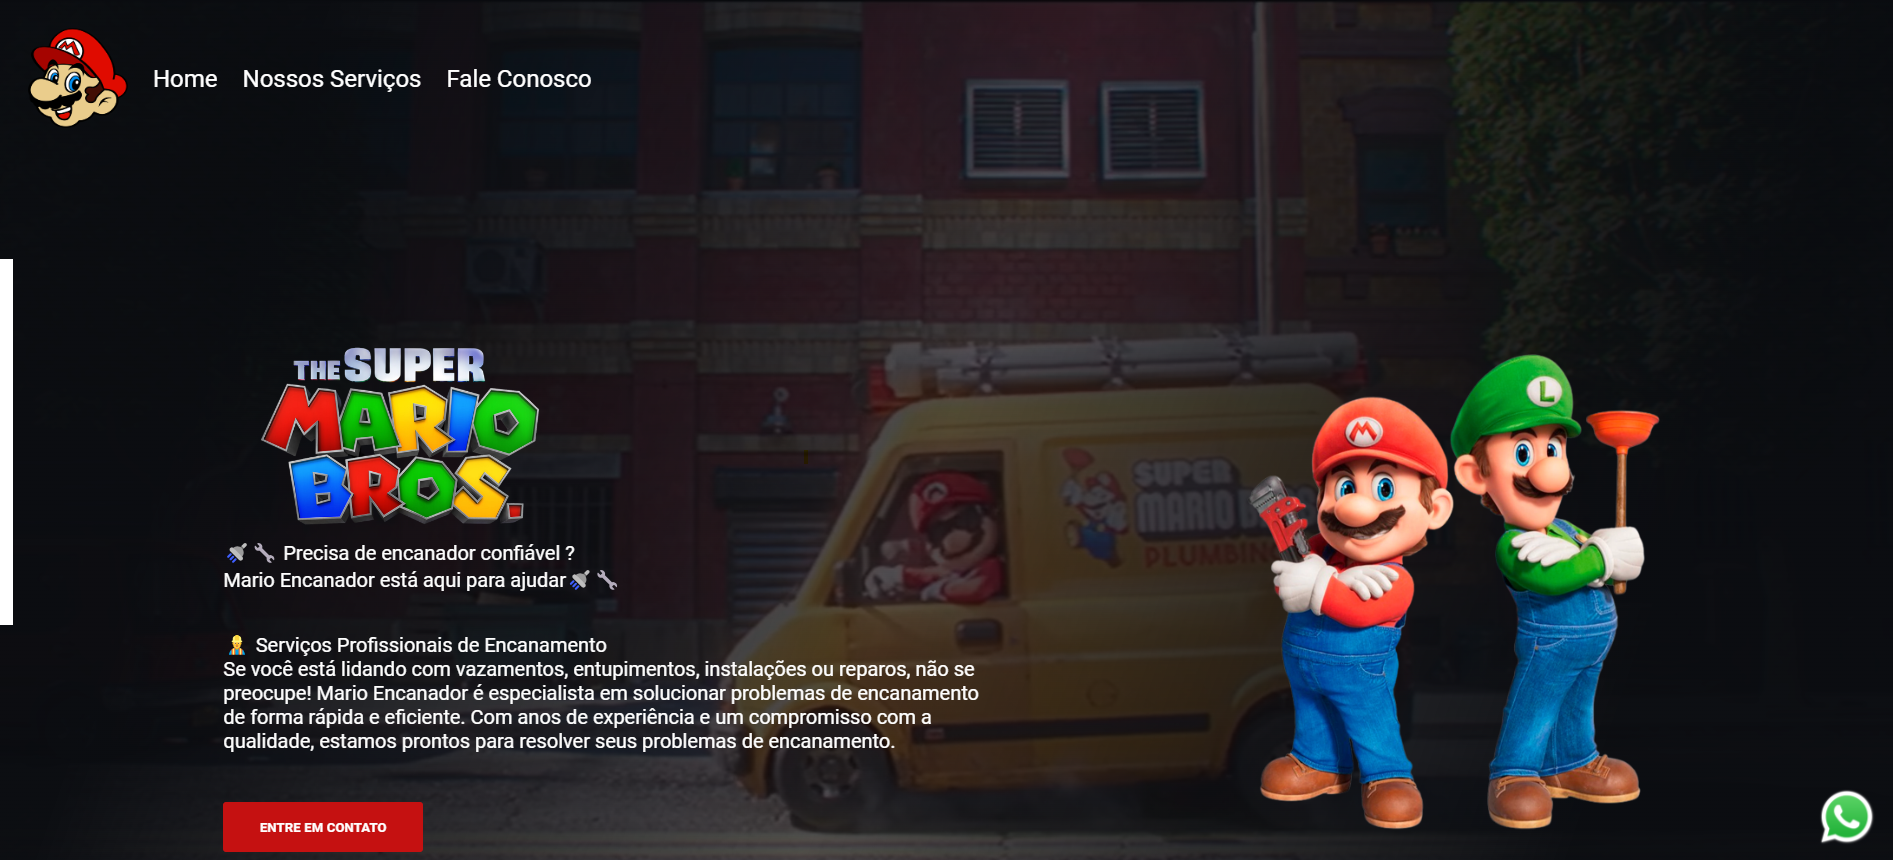 Home Nossos Serviços Fale Conosco
THE SUPER
MARIO
BROS.
SUPER
MARIO
PLUMBING
Precisa de encanador confiável ?
Mario Encanador está aqui para ajudar
Serviços Profissionais de Encanamento
Se você está lidando com vazamentos, entupimentos, instalações ou reparos, não se
preocupe! Mario Encanador é especialista em solucionar problemas de encanamento
de forma rápida e eficiente. Com anos de experiência e um compromisso com a
qualidade, estamos prontos para resolver seus problemas de encanamento.
ENTRE EM CONTATO
M
L